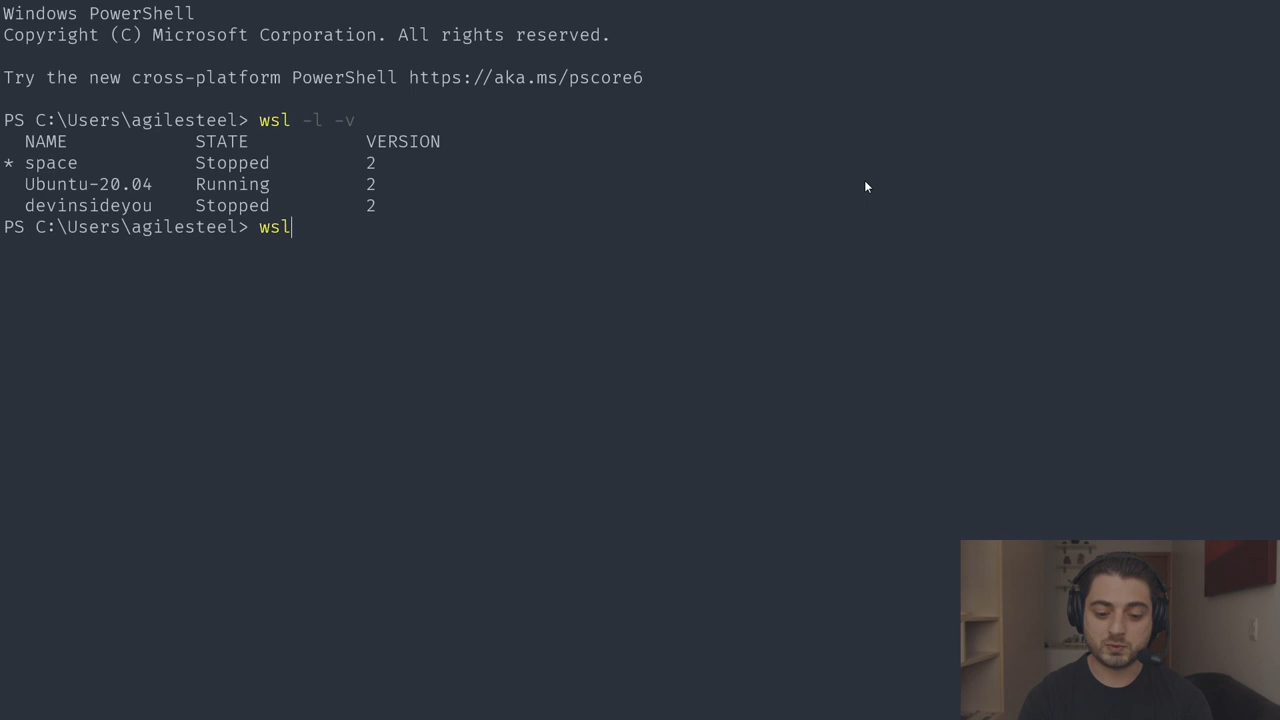 Windows PowerShell
Copyright (C) Microsoft Corporation. All rights reserved.
Try the new cross-platform PowerShell https://aka.ms/pscore6
PS C:\Users\agilesteel> wsl -l -v
NAME STATE VERSION
* space Stopped 2
Ubuntu-20.04 Running 2
devinsideyou Stopped 2
PS C:\Users\agilesteel> wsl